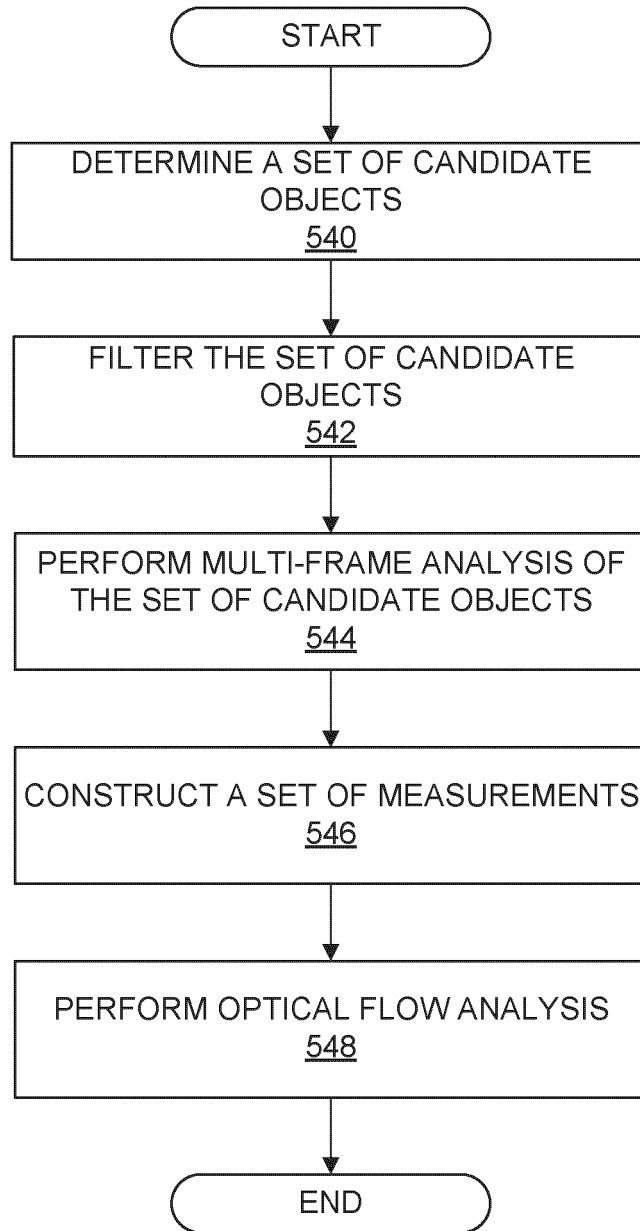 START
DETERMINE A SET OF CANDIDATE
OBJECTS
540
FILTER THE SET OF CANDIDATE
OBJECTS
542
PERFORM MULTI-FRAME ANALYSIS OF
THE SET OF CANDIDATE OBJECTS
544
CONSTRUCT A SET OF MEASUREMENTS
546
PERFORM OPTICAL FLOW ANALYSIS
548
END